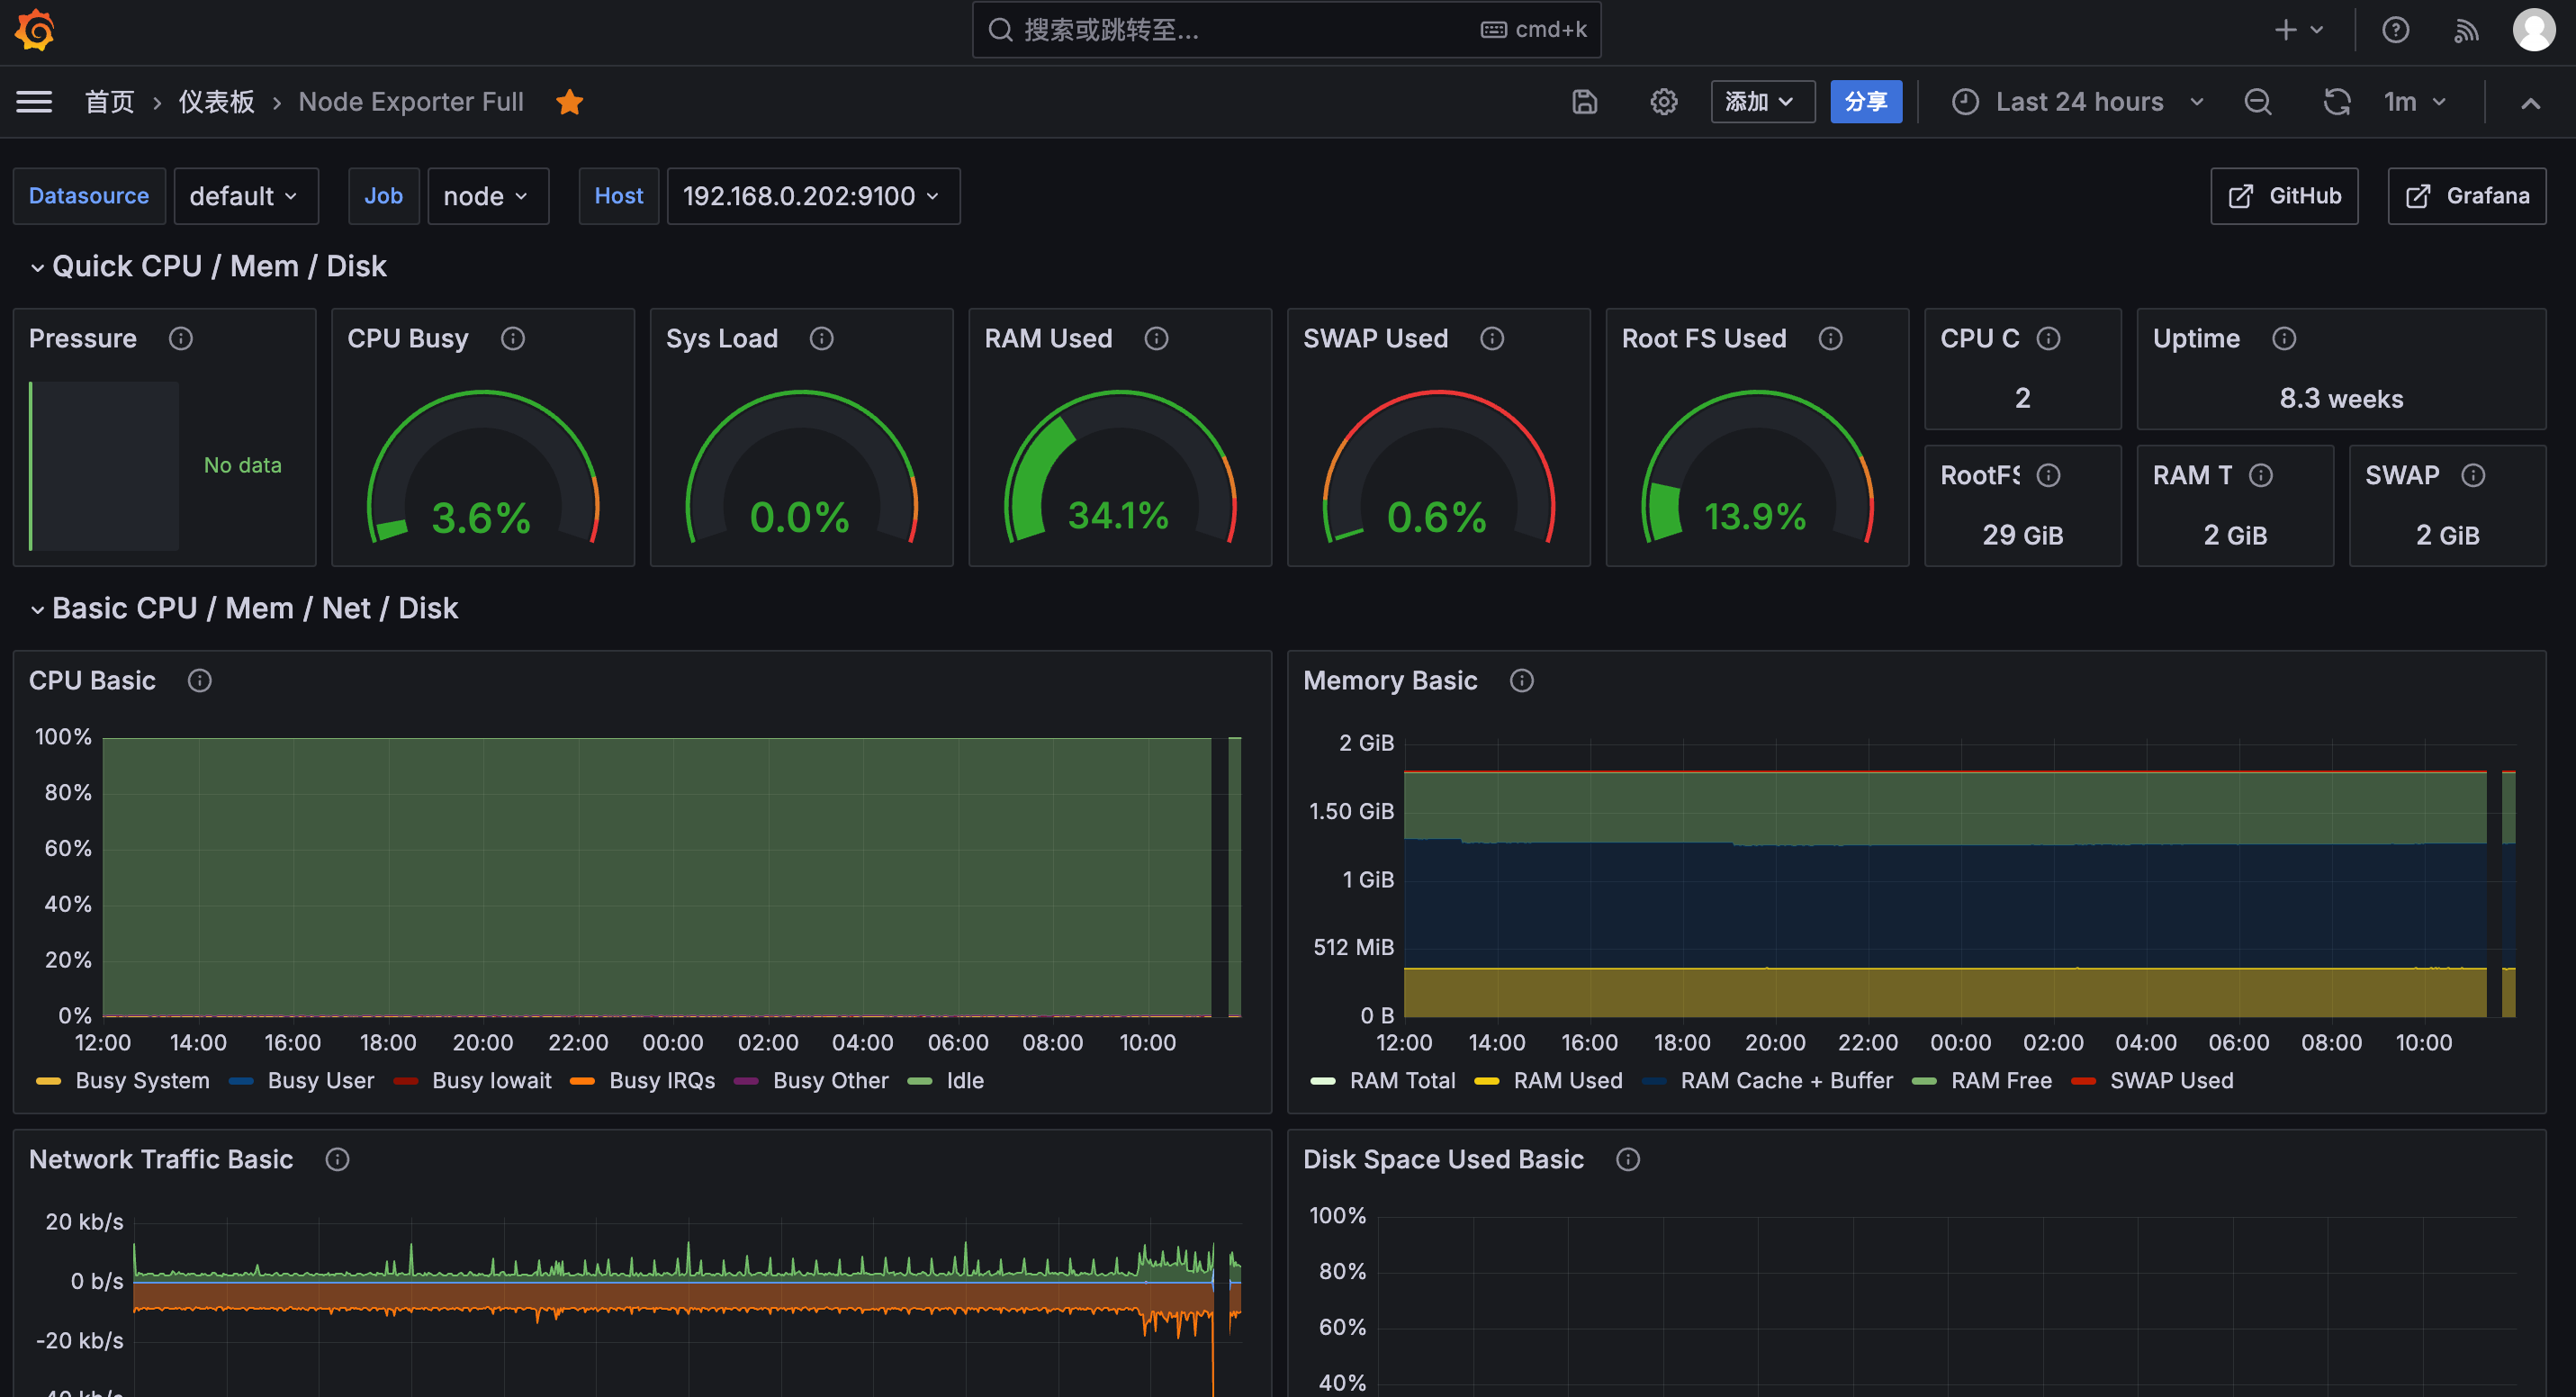 搜索或跳转至... cmd+k
首页 › 仪表板 › Node Exporter Full 添加 分享 Last 24 hours 1m
Datasource default Job node Host 192.168.0.202:9100 GitHub Grafana
Quick CPU / Mem / Disk
Pressure CPU Busy Sys Load RAM Used SWAP Used Root FS Used CPU C Uptime
2 8.3 weeks
No data 3.6% 0.0% 34.1% 0.6% 13.9%
RootFS RAM T SWAP
29 GiB 2 GiB 2 GiB
Basic CPU / Mem / Net / Disk
CPU Basic
100%
80%
60%
40%
20%
0%
12:00 14:00 16:00 18:00 20:00 22:00 00:00 02:00 04:00 06:00 08:00 10:00
Busy System Busy User Busy Iowait Busy IRQs Busy Other Idle
Memory Basic
2 GiB
1.50 GiB
1 GiB
512 MiB
0 B
12:00 14:00 16:00 18:00 20:00 22:00 00:00 02:00 04:00 06:00 08:00 10:00
RAM Total RAM Used RAM Cache + Buffer RAM Free SWAP Used
Network Traffic Basic
20 kb/s
0 b/s
-20 kb/s
Disk Space Used Basic
100%
80%
60%
40%